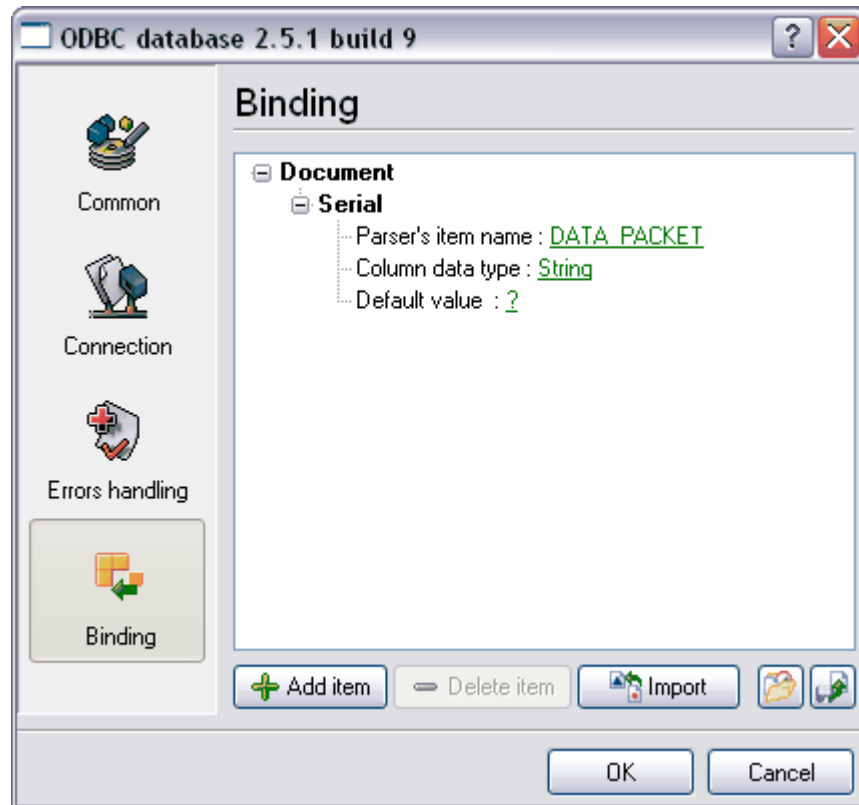 ODBC database 2.5.1 build 9
Common
Connection
Errors handling
Binding
Binding
Document
Serial
Parser's item name : DATA_PACKET
Column data type : String
Default value : ?
Add item
Delete item
Import
OK
Cancel